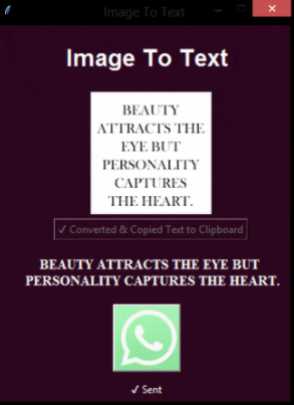 Image To Text
Image To Text
BEAUTY
ATTRACTS THE
EYE BUT
PERSONALITY
CAPTURES
THE HEART.
✓ Converted & Copied Text to Clipboard
BEAUTY ATTRACTS THE EYE BUT
PERSONALITY CAPTURES THE HEART.
✓ Sent